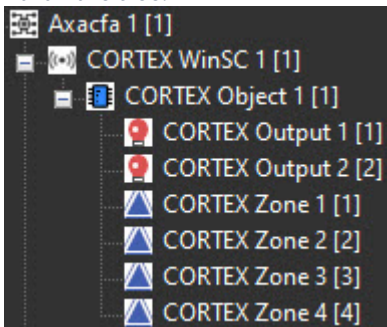 Axacfa 1 [1]
CORTEX WinSC 1 [1]
CORTEX Object 1 [1]
CORTEX Output 1 [1]
CORTEX Output 2 [2]
CORTEX Zone 1 [1]
CORTEX Zone 2 [2]
CORTEX Zone 3 [3]
CORTEX Zone 4 [4]